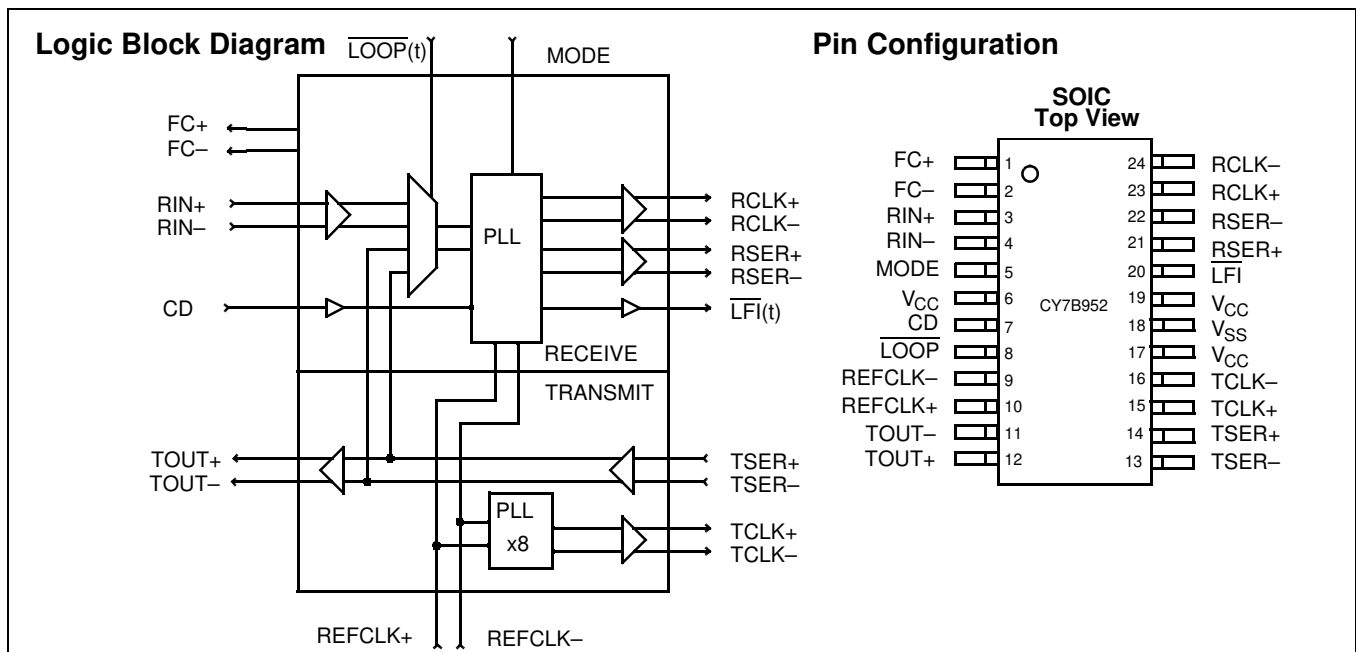 Logic Block Diagram
LOOP(t)
MODE
FC+
FC–
RIN+
RIN–
CD
PLL
RCLK+
RCLK–
RSER+
RSER–
LFI(t)
RECEIVE
TRANSMIT
TOUT+
TOUT–
TSER+
TSER–
PLL
x8
TCLK+
TCLK–
REFCLK+
REFCLK–
Pin Configuration
SOIC
Top View
FC+ 1 24 RCLK–
FC– 2 23 RCLK+
RIN+ 3 22 RSER–
RIN– 4 21 RSER+
MODE 5 20 LFI
VCC 6 CY7B952 19 VCC
CD 7 18 VSS
LOOP 8 17 VCC
REFCLK– 9 16 TCLK–
REFCLK+ 10 15 TCLK+
TOUT– 11 14 TSER+
TOUT+ 12 13 TSER–